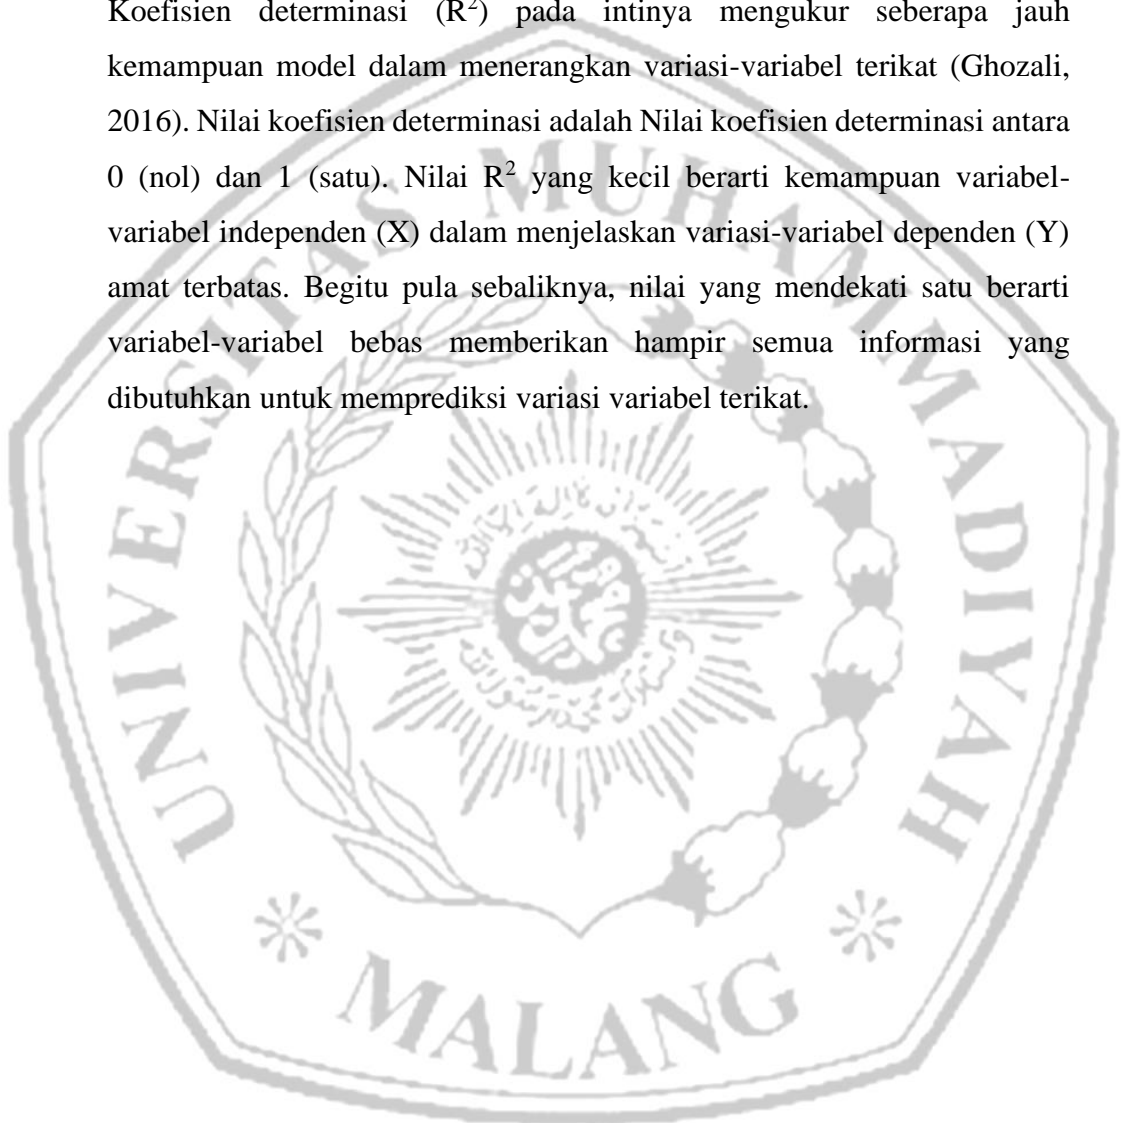 Koefisien determinasi (R²) pada intinya mengukur seberapa jauh
kemampuan model dalam menerangkan variasi-variabel terikat (Ghozali,
2016). Nilai koefisien determinasi adalah Nilai koefisien determinasi antara
0 (nol) dan 1 (satu). Nilai R² yang kecil berarti kemampuan variabel-
variabel independen (X) dalam menjelaskan variasi-variabel dependen (Y)
amat terbatas. Begitu pula sebaliknya, nilai yang mendekati satu berarti
variabel-variabel bebas memberikan hampir semua informasi yang
dibutuhkan untuk memprediksi variasi variabel terikat.
UNIVERSITAS MUHAMMADIYAH
MALANG